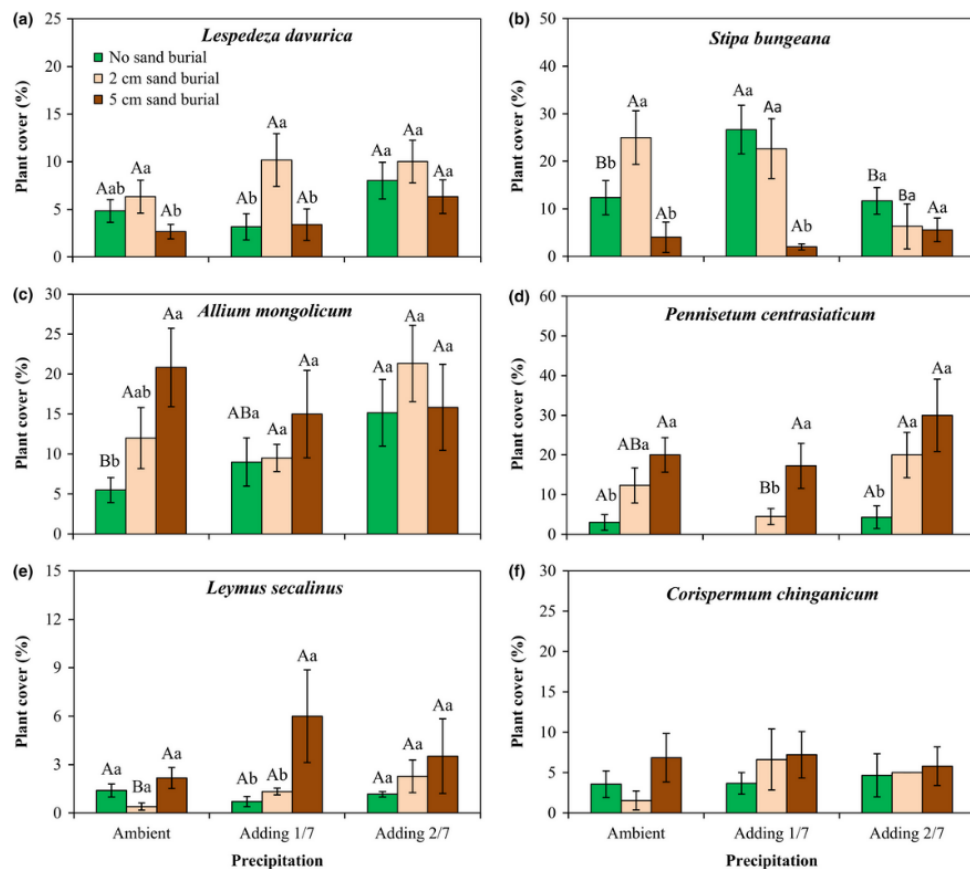 (a)
Lespedeza davurica
No sand burial
2 cm sand burial
5 cm sand burial
Plant cover (%)
25
20
15
10
5
0
Aab
Aa
Ab
Ab
Aa
Ab
Aa
Aa
Aa
(b)
Stipa bungeana
Plant cover (%)
50
40
30
20
10
0
Bb
Aa
Ab
Aa
Aa
Ab
Ba
Ba
Aa
(c)
Allium mongolicum
Plant cover (%)
30
25
20
15
10
5
0
Bb
Aab
Aa
ABa
Aa
Aa
Aa
Aa
Aa
(d)
Pennisetum centrasiaticum
Plant cover (%)
60
50
40
30
20
10
0
Ab
ABa
Aa
Bb
Aa
Ab
Aa
Aa
(e)
Leymus secalinus
Plant cover (%)
15
12
9
6
3
0
Aa
Ba
Aa
Ab
Ab
Aa
Aa
Aa
Aa
Ambient
Adding 1/7
Adding 2/7
Precipitation
(f)
Corispermum chinganicum
Plant cover (%)
30
25
20
15
10
5
0
Ambient
Adding 1/7
Adding 2/7
Precipitation